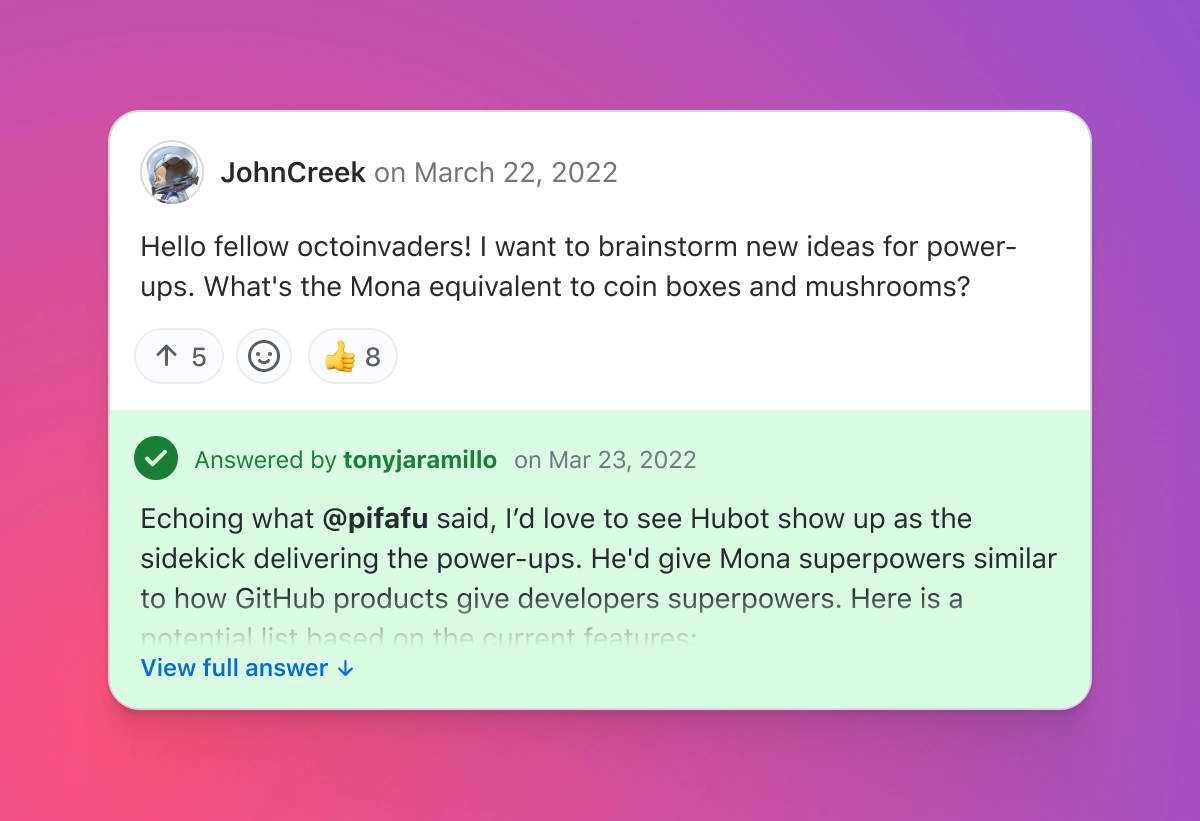 JohnCreek on March 22, 2022
Hello fellow octoinvaders! I want to brainstorm new ideas for power-
ups. What's the Mona equivalent to coin boxes and mushrooms?
↑ 5 👍 8
Answered by tonyjaramillo on Mar 23, 2022
Echoing what @pifafu said, I’d love to see Hubot show up as the
sidekick delivering the power-ups. He'd give Mona superpowers similar
to how GitHub products give developers superpowers. Here is a
potential list based on the current features:
View full answer ↓